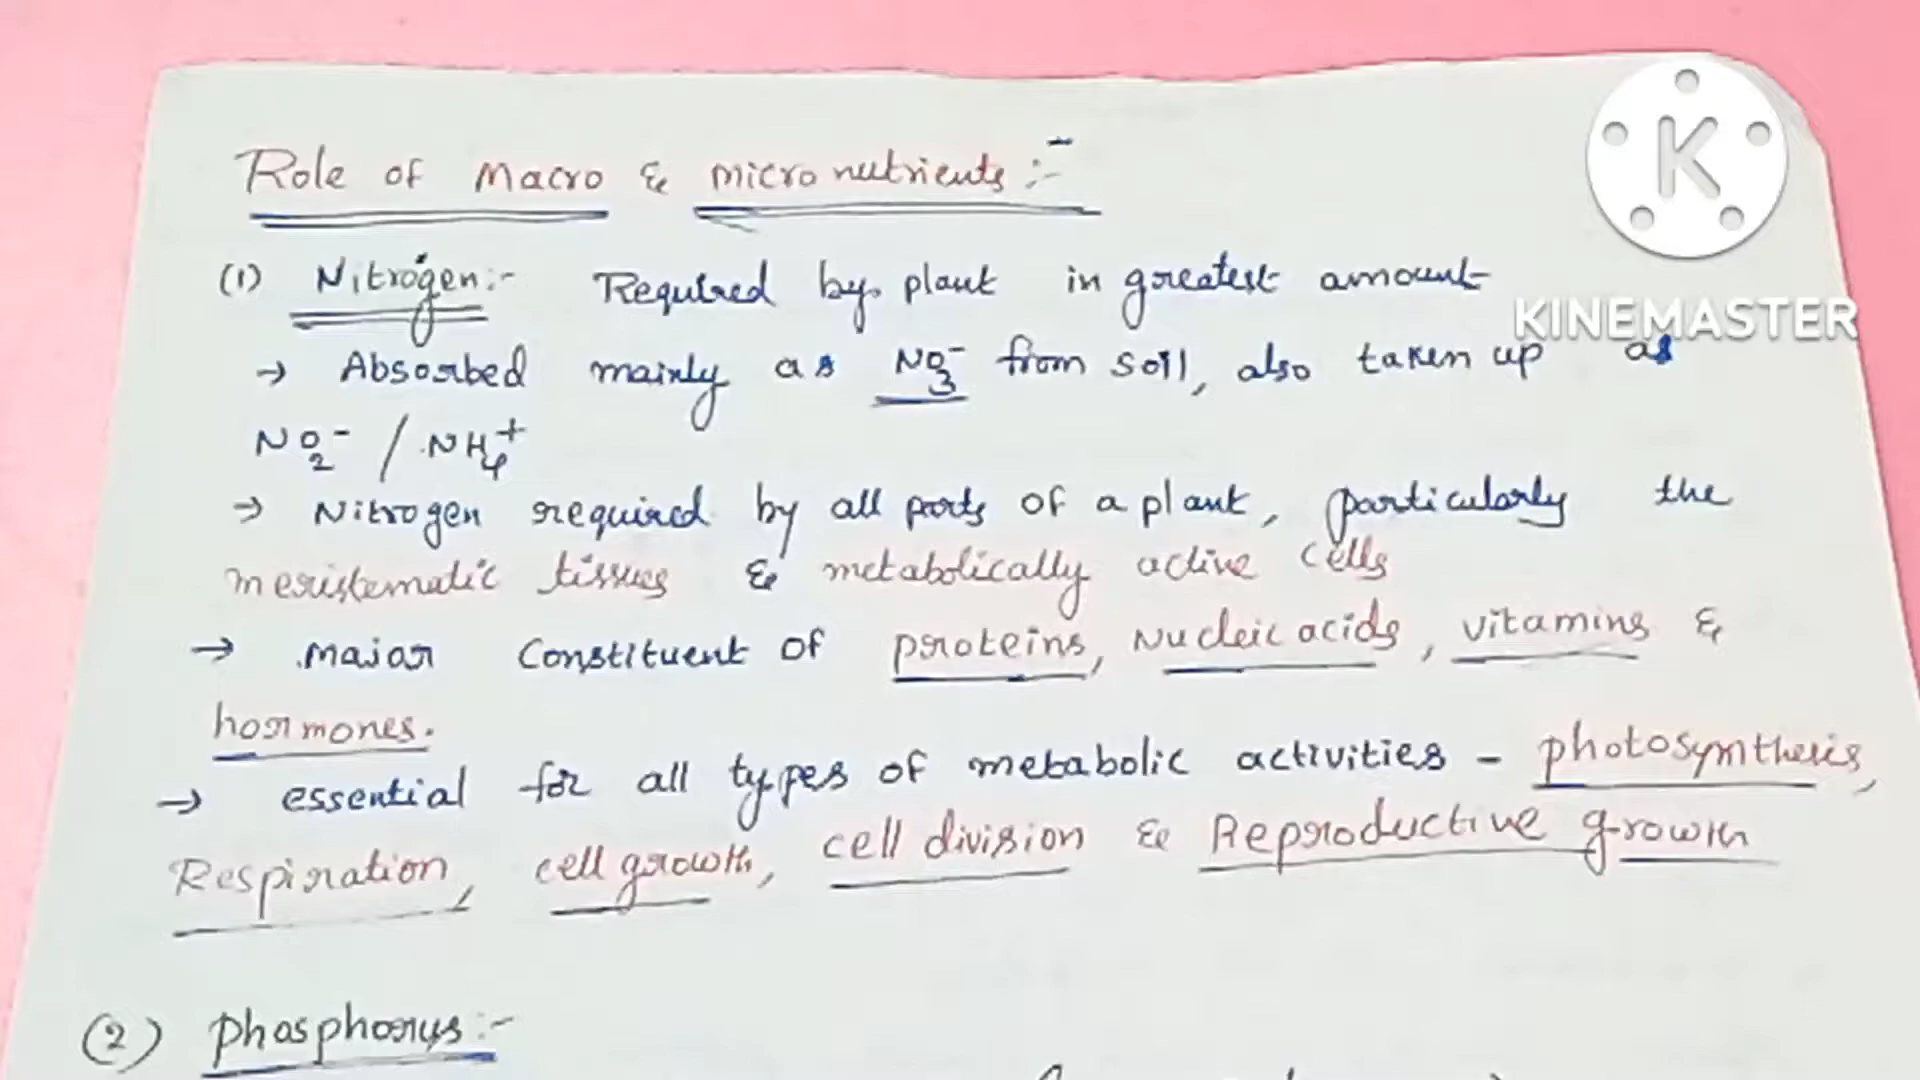 Role of Macro & micronutrients:-
(1) Nitrogen:- Required by plant in greatest amount
→ Absorbed mainly as NO₃⁻ from soil, also taken up as
NO₂⁻ / NH₄⁺
→ Nitrogen required by all parts of a plant, particularly the
meristematic tissues & metabolically active cells
→ major constituent of proteins, Nucleic acids, vitamins &
hormones.
→ essential for all types of metabolic activities - photosynthesis,
Respiration, cell growth, cell division & Reproductive growth
(2) phosphorus:-
K
KINEMASTER